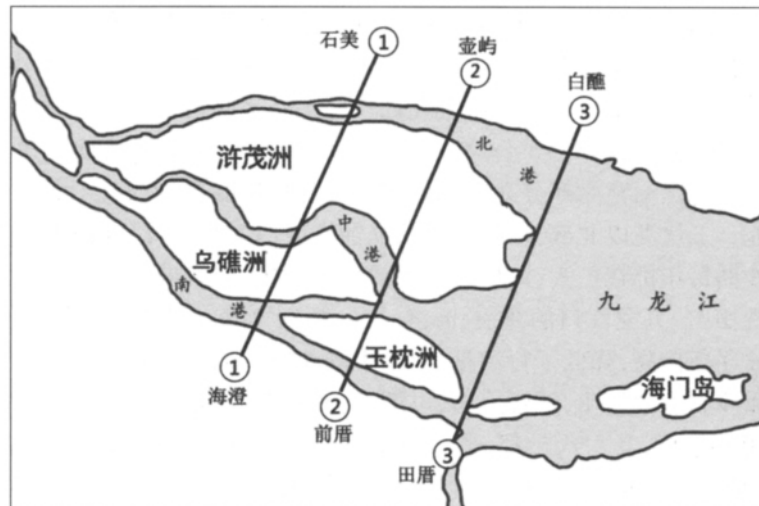 石美 ①
壶屿
②
白醮
③
浒茂洲
北港
中港
乌礁洲
南港
九龙江
玉枕洲
海门岛
①
海澄
②
前厝
③
田厝